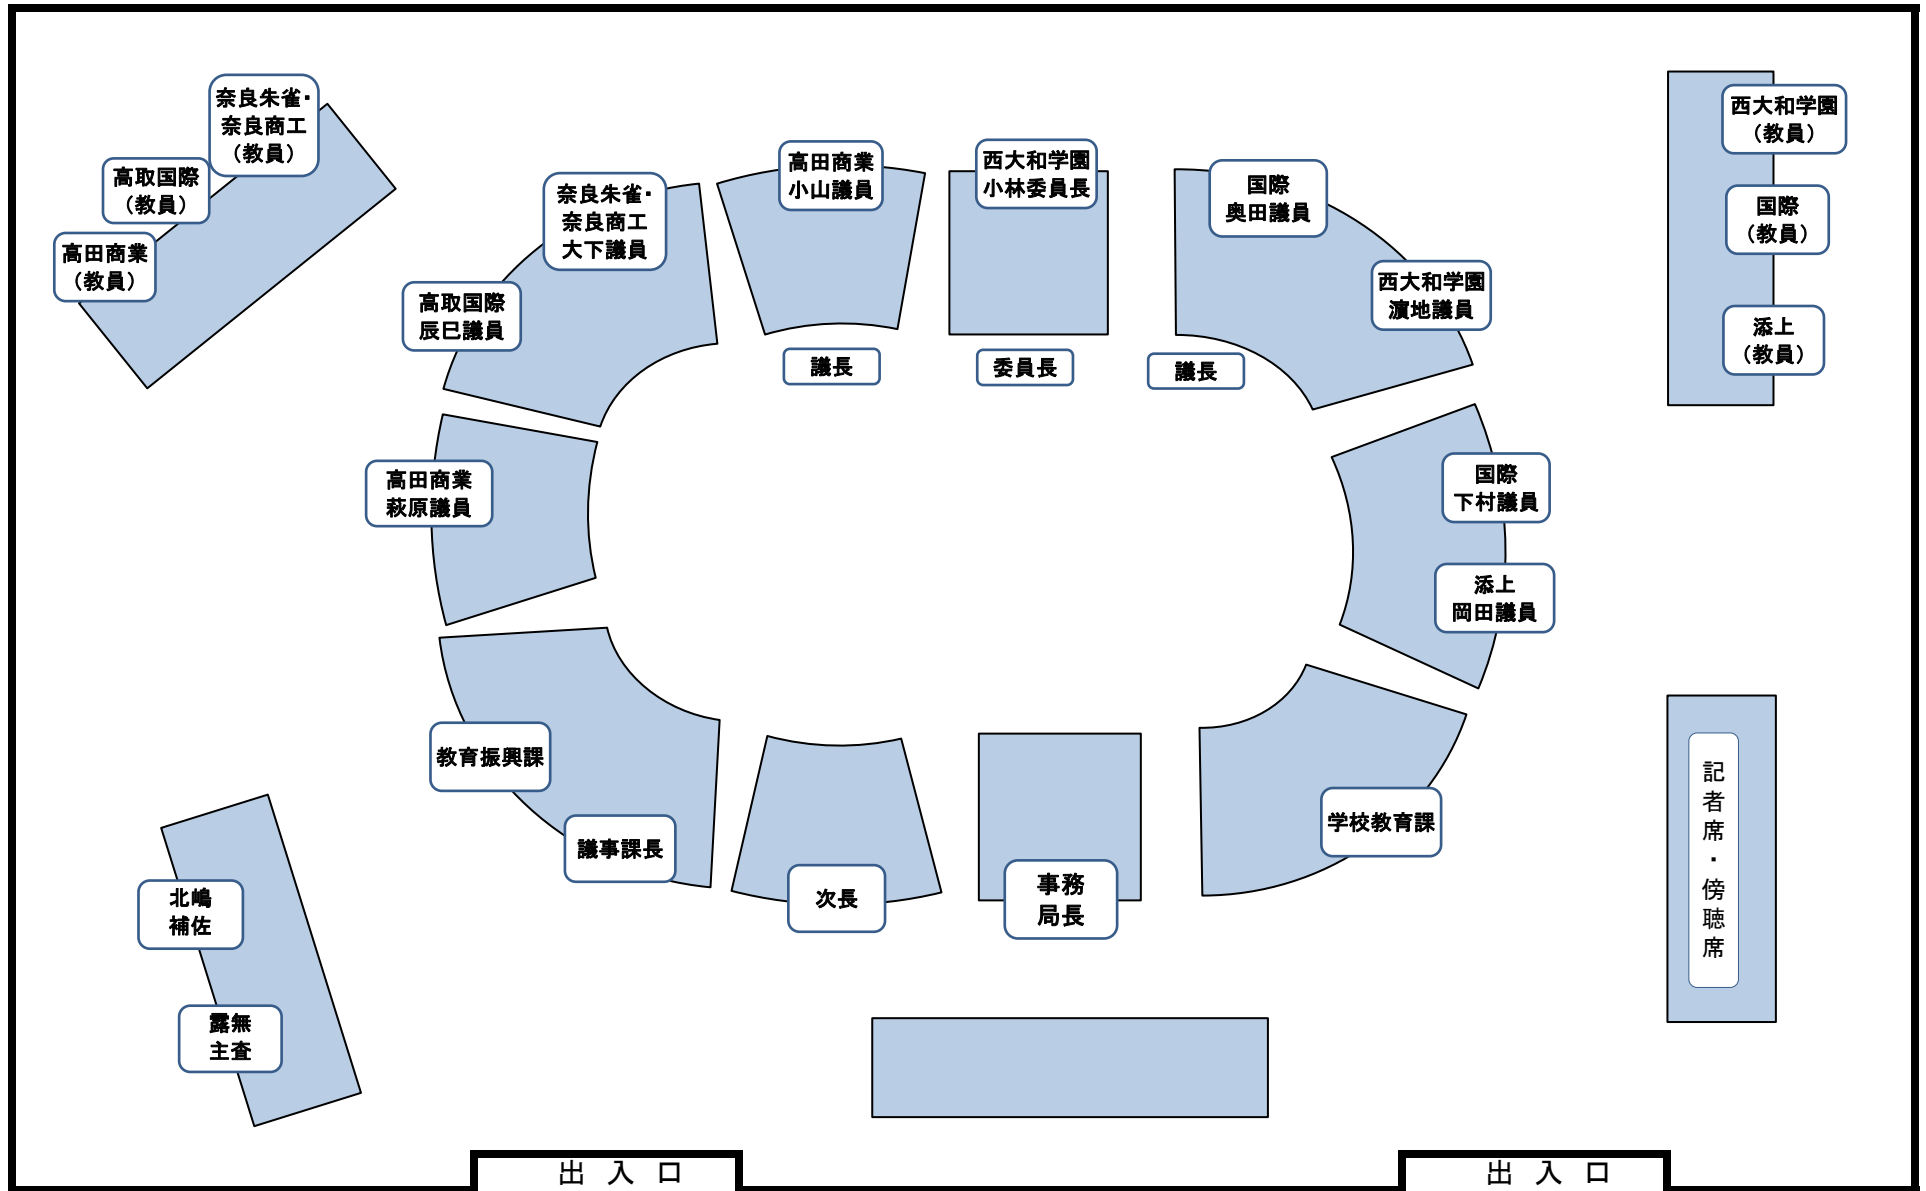 奈良朱雀・
奈良商工
（教員）
高取国際
（教員）
高田商業
（教員）
奈良朱雀・
奈良商工
大下議員
高田商業
小山議員
西大和学園
小林委員長
国際
奥田議員
西大和学園
（教員）
国際
（教員）
添上
（教員）
高取国際
辰巳議員
西大和学園
濵地議員
議長
委員長
議長
高田商業
萩原議員
国際
下村議員
添上
岡田議員
教育振興課
議事課長
次長
事務
局長
学校教育課
記者席・傍聴席
北嶋
補佐
露無
主査
出入口
出入口